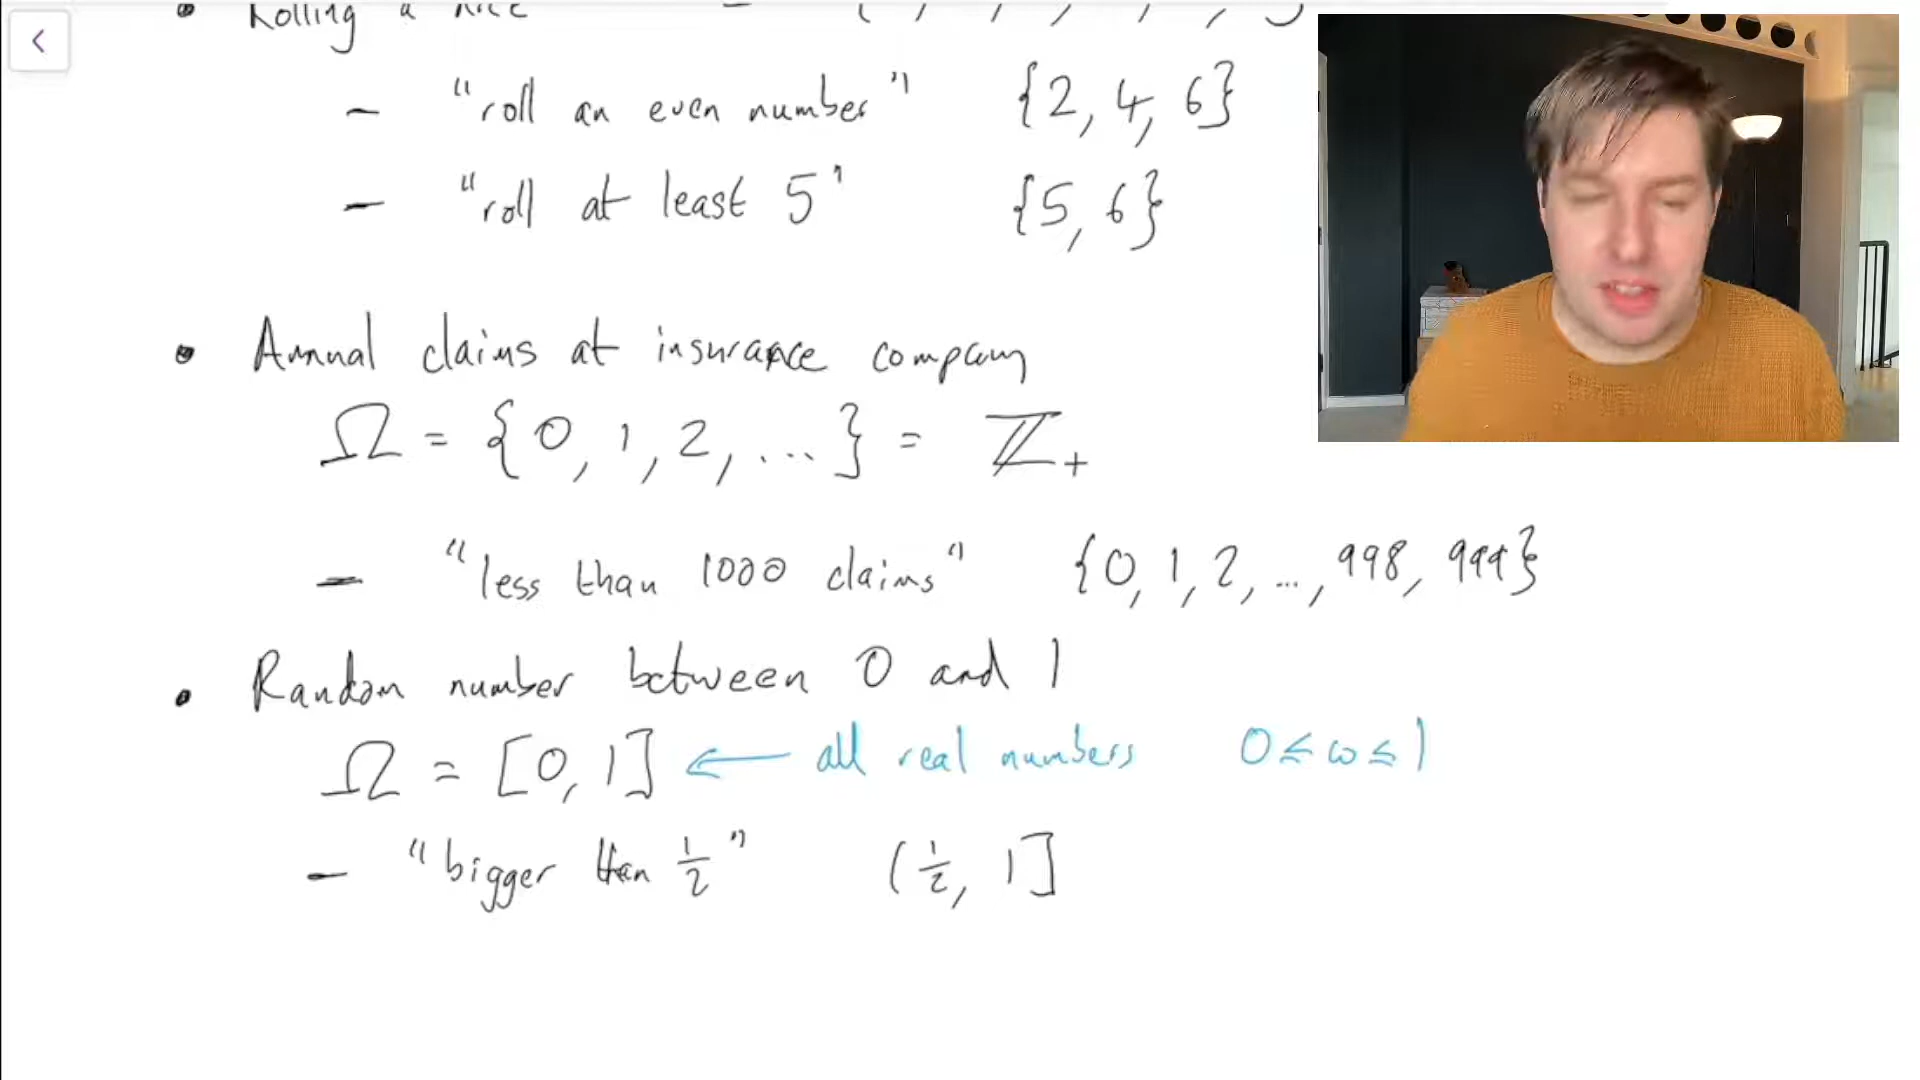 Rolling a
– "roll an even number" {2, 4, 6}
– "roll at least 5" {5, 6}
• Annual claims at insurance company
Ω = {0, 1, 2, ...} = ℤ₊
– "less than 1000 claims" {0, 1, 2, ..., 998, 999}
• Random number between 0 and 1
Ω = [0, 1] ← all real numbers 0 ≤ ω ≤ 1
– "bigger than ½" (½, 1]